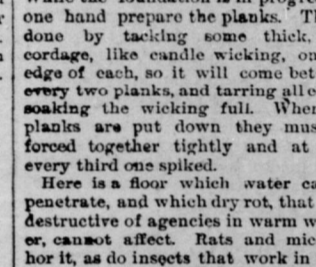 one hand prepare the planks.
done by tacking some thick
cordage, like candle wicking, on
edge of each, so it will come bet
every two planks, and tarring all
soaking the wicking full. When
planks are put down they mus
forced together tightly and at
every third one spiked.
Here is a floor which water ca
penetrate, and which dry rot, that
destructive of agencies in warm w
er, cannot affect. Rats and mic
hor it, as do insects that work in